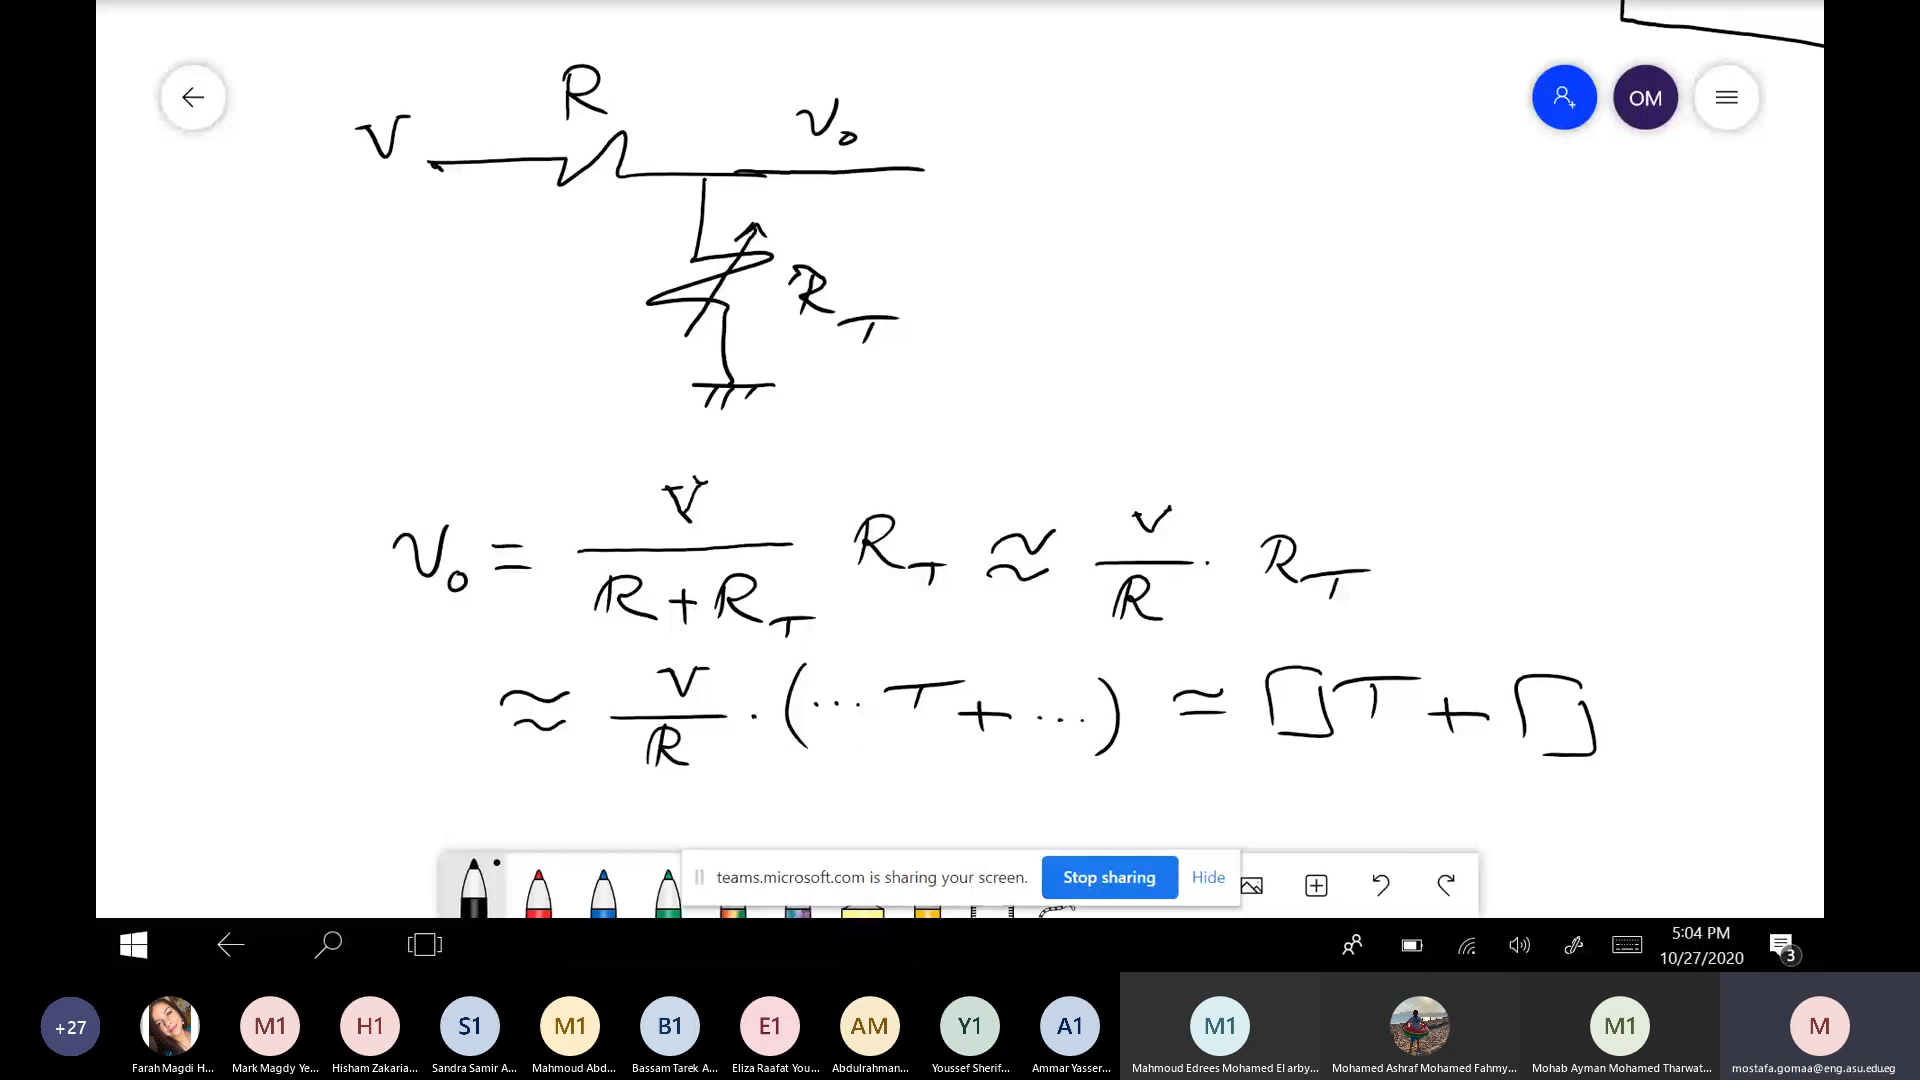 R
V
V₀
OM
R_T
V₀ = V/(R + R_T) R_T ≈ V/R · R_T
≈ V/R · (... T + ...) ≈ □T + □
teams.microsoft.com is sharing your screen. Stop sharing Hide
5:04 PM
10/27/2020
3
+27 M1 H1 S1 M1 B1 E1 AM Y1 A1 M1 M1 M
Farah Magdi H... Mark Magdy Ye... Hisham Zakaria... Sandra Samir A... Mahmoud Abd... Bassam Tarek A... Eliza Raafat You... Abdulrahman... Youssef Sherif... Ammar Yasser... Mahmoud Edrees Mohamed El arby... Mohamed Ashraf Mohamed Fahmy... Mohab Ayman Mohamed Tharwat... mostafa.gomaa@eng.asu.edu.eg